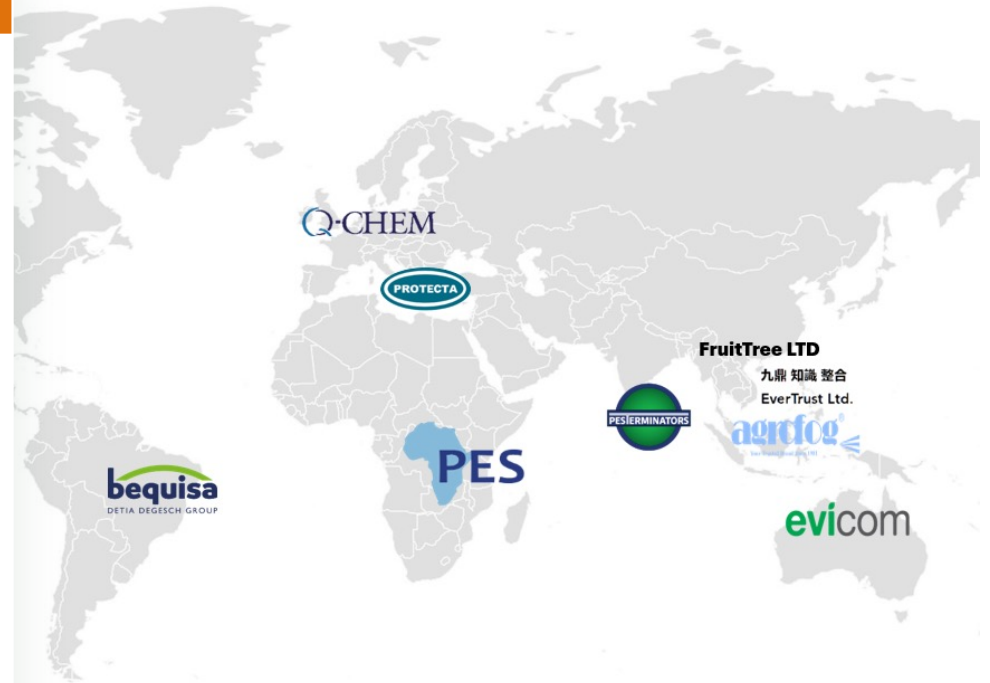 Q-CHEM
PROTECTA
FruitTree LTD
九鼎 知識 整合
EverTrust Ltd.
PESTERMINATORS
agrofog®
PES
bequisa
DETIA DEGESCH GROUP
evicom